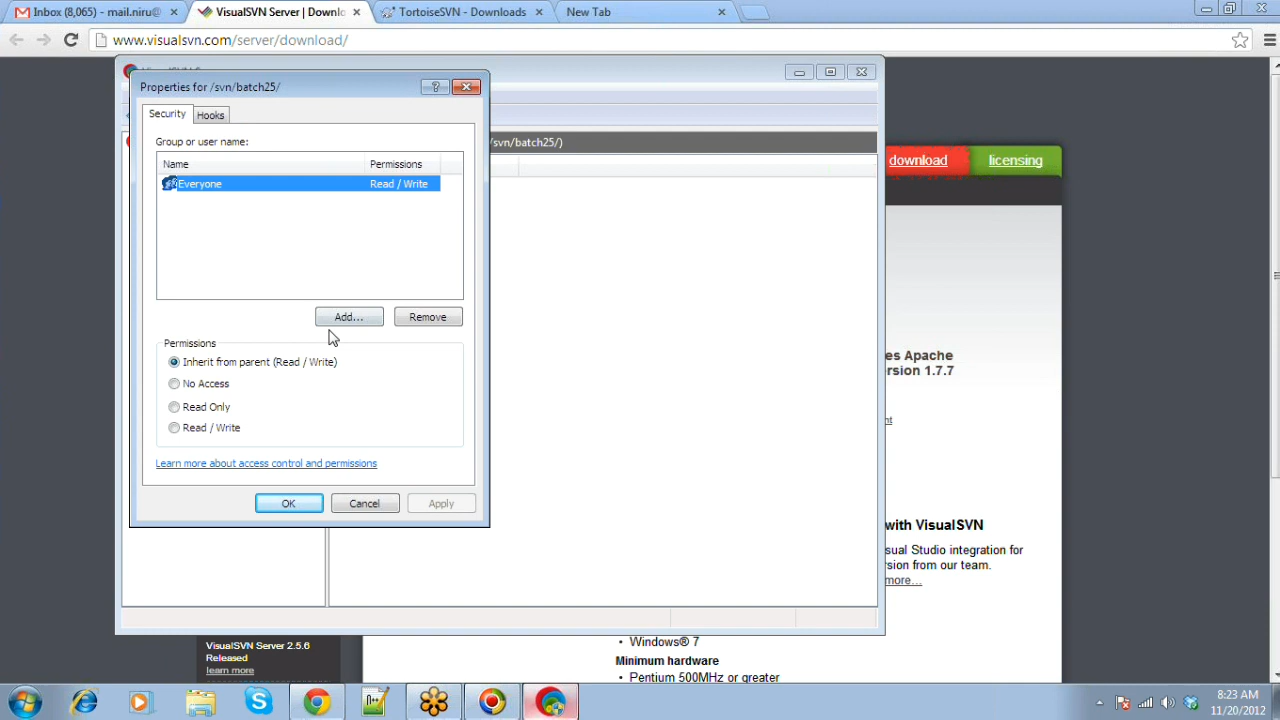 Inbox (8,065) - mail.niru@
VisualSVN Server | Downlo
TortoiseSVN - Downloads
New Tab
www.visualsvn.com/server/download/
Properties for /svn/batch25/
Security
Hooks
Group or user name:
Name
Permissions
Everyone
Read / Write
Add...
Remove
Permissions
Inherit from parent (Read / Write)
No Access
Read Only
Read / Write
Learn more about access control and permissions
OK
Cancel
Apply
/svn/batch25/)
download
licensing
es Apache
ersion 1.7.7
nt
with VisualSVN
sual Studio integration for
rsion from our team.
more...
VisualSVN Server 2.5.6
Released
learn more
• Windows® 7
Minimum hardware
• Pentium 500MHz or greater
8:23 AM
11/20/2012